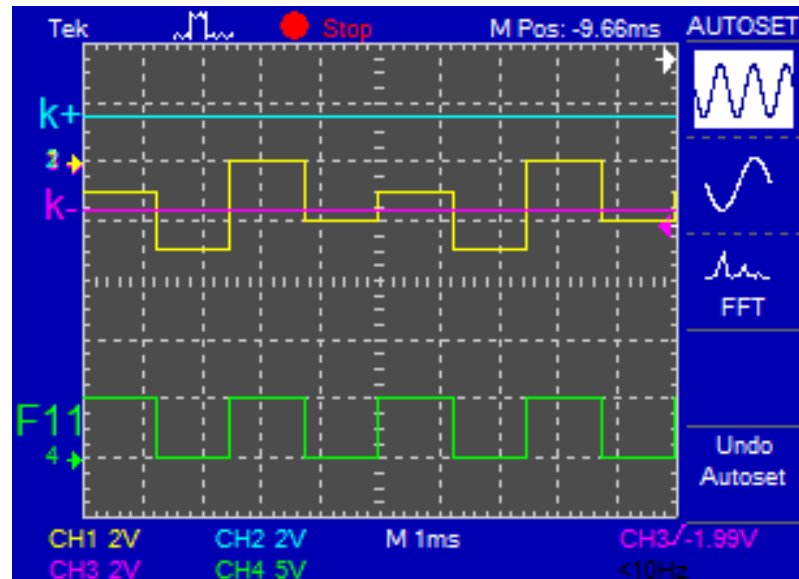 Tek Stop M Pos: -9.66ms AUTOSET
k+
k-
FFT
F11
4
Undo
Autoset
CH1 2V CH2 2V M 1ms CH3/-1.99V
CH3 2V CH4 5V <10Hz